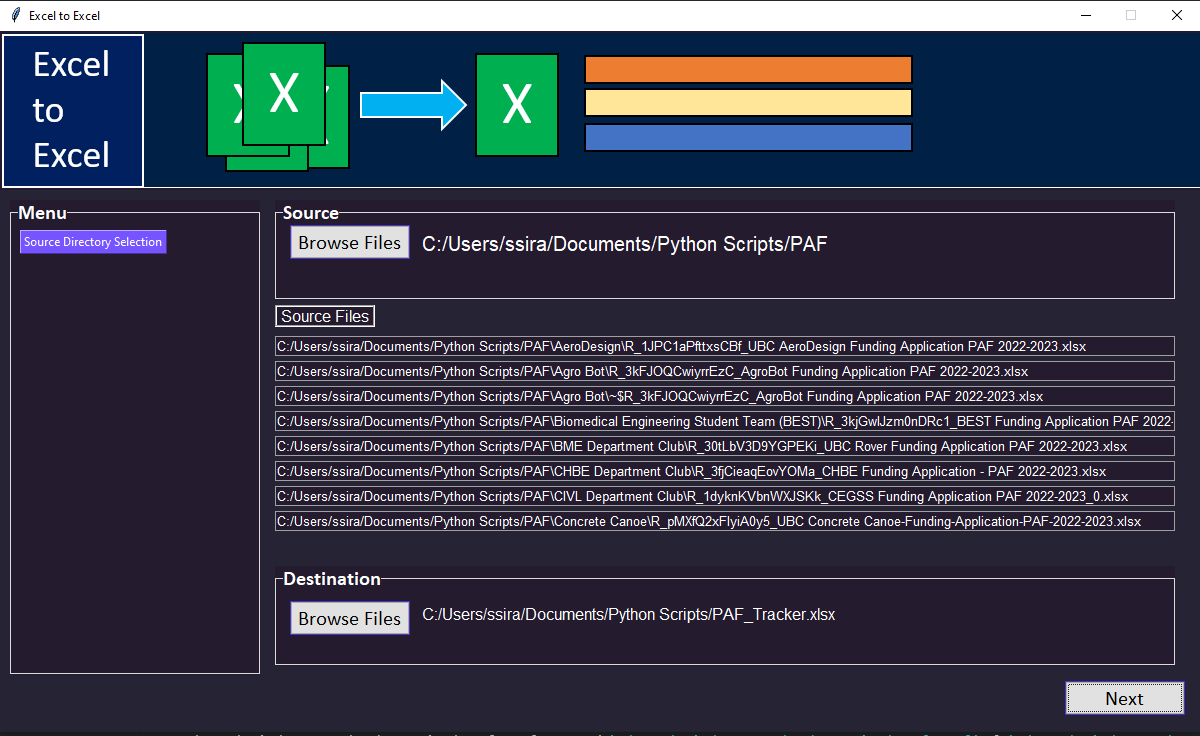 Excel to Excel
Excel
to
Excel
X
X
Menu
Source Directory Selection
Source
Browse Files
C:/Users/ssira/Documents/Python Scripts/PAF
Source Files
C:/Users/ssira/Documents/Python Scripts/PAF\AeroDesign\R_1JPC1aPfttxsCBf_UBC AeroDesign Funding Application PAF 2022-2023.xlsx
C:/Users/ssira/Documents/Python Scripts/PAF\Agro Bot\R_3kFJOQCwiyrrEzC_AgroBot Funding Application PAF 2022-2023.xlsx
C:/Users/ssira/Documents/Python Scripts/PAF\Agro Bot\~$R_3kFJOQCwiyrrEzC_AgroBot Funding Application PAF 2022-2023.xlsx
C:/Users/ssira/Documents/Python Scripts/PAF\Biomedical Engineering Student Team (BEST)\R_3kjGwlJzm0nDRc1_BEST Funding Application PAF 2022-
C:/Users/ssira/Documents/Python Scripts/PAF\BME Department Club\R_30tLbV3D9YGPEKi_UBC Rover Funding Application PAF 2022-2023.xlsx
C:/Users/ssira/Documents/Python Scripts/PAF\CHBE Department Club\R_3fjCieaqEovYOMa_CHBE Funding Application - PAF 2022-2023.xlsx
C:/Users/ssira/Documents/Python Scripts/PAF\CIVL Department Club\R_1dyknKVbnWXJSKk_CEGSS Funding Application PAF 2022-2023_0.xlsx
C:/Users/ssira/Documents/Python Scripts/PAF\Concrete Canoe\R_pMXfQ2xFlyiA0y5_UBC Concrete Canoe-Funding-Application-PAF-2022-2023.xlsx
Destination
Browse Files
C:/Users/ssira/Documents/Python Scripts/PAF_Tracker.xlsx
Next